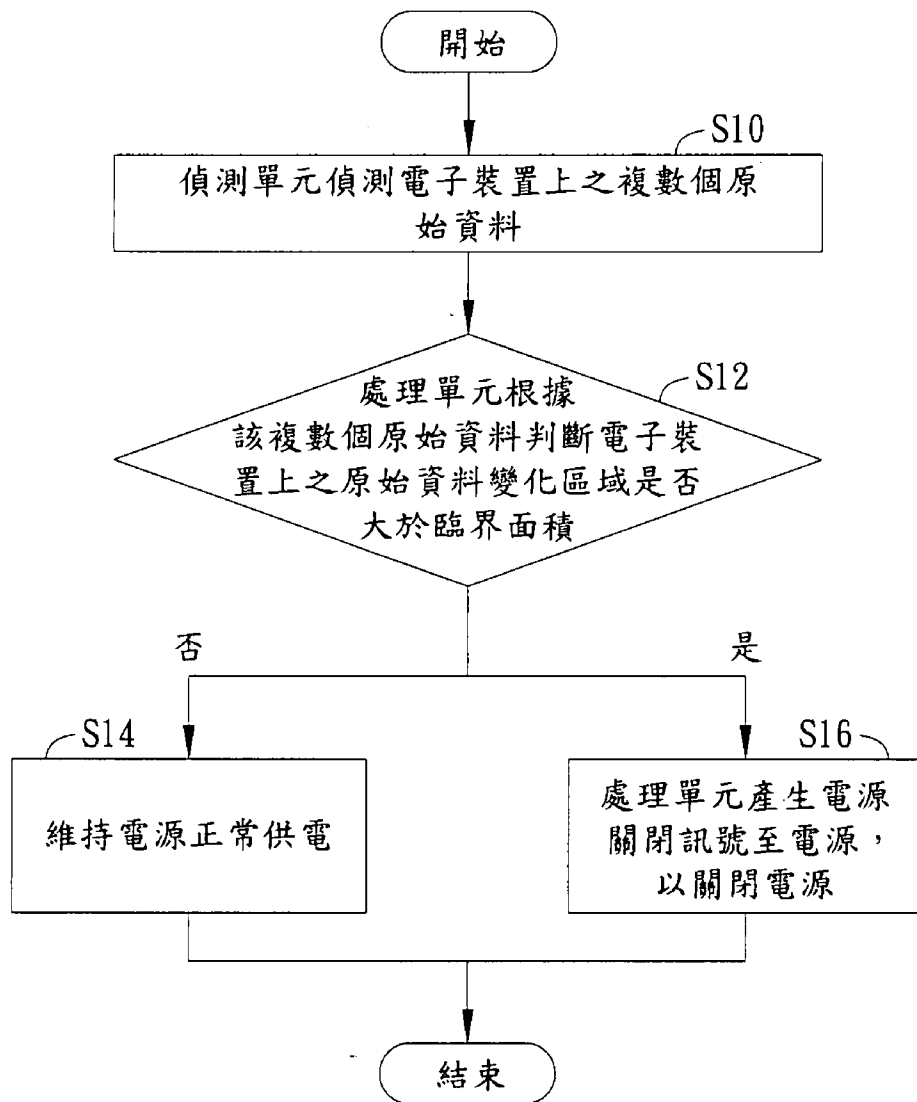 開始
S10
偵測單元偵測電子裝置上之複數個原
始資料
S12
處理單元根據
該複數個原始資料判斷電子裝
置上之原始資料變化區域是否
大於臨界面積
否
是
S14
維持電源正常供電
S16
處理單元產生電源
關閉訊號至電源，
以關閉電源
結束